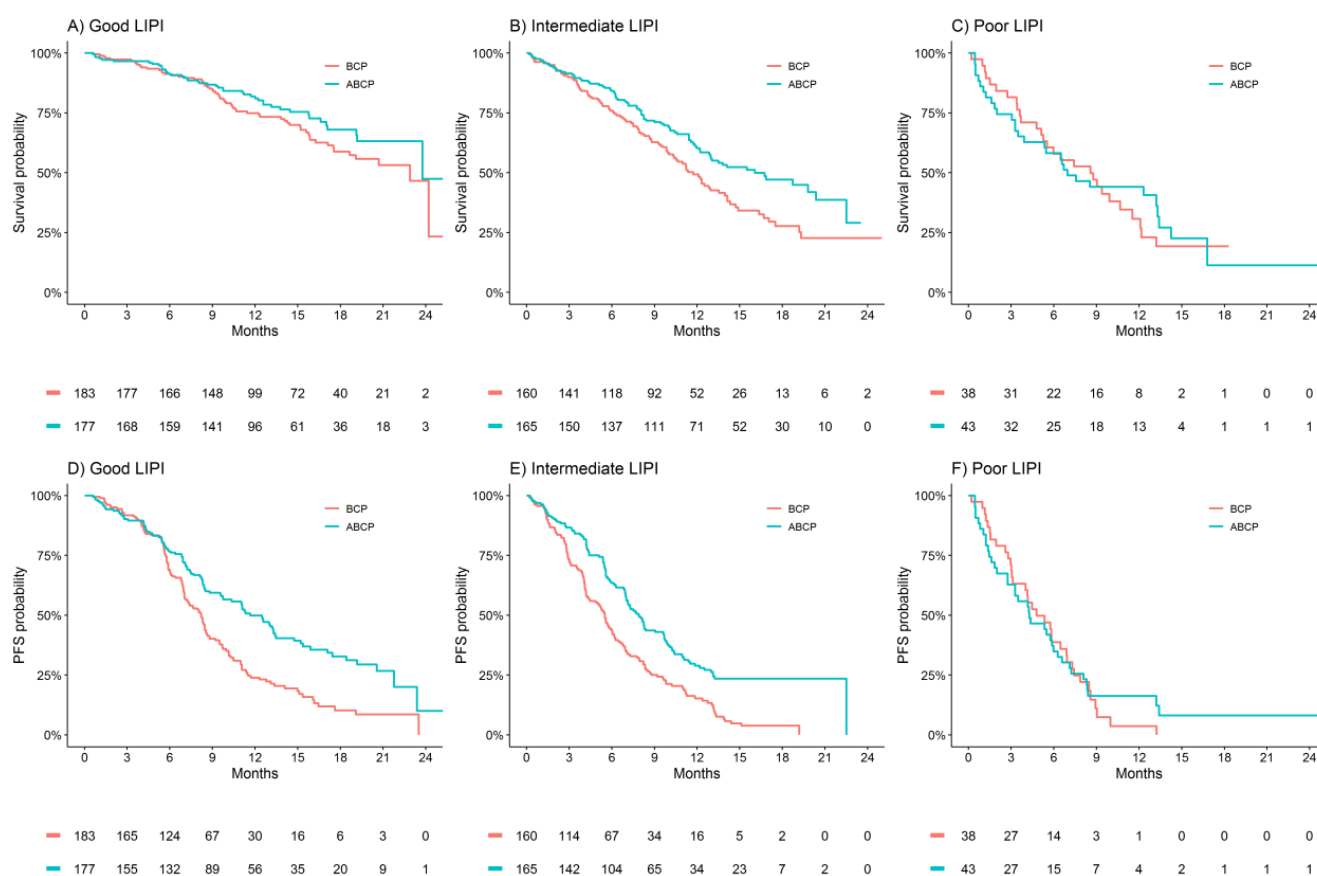 A) Good LIPI
B) Intermediate LIPI
C) Poor LIPI
100%
75%
50%
25%
0%
Survival probability
BCP
ABCP
0 3 6 9 12 15 18 21 24
Months
100%
75%
50%
25%
0%
Survival probability
BCP
ABCP
0 3 6 9 12 15 18 21 24
Months
100%
75%
50%
25%
0%
Survival probability
BCP
ABCP
0 3 6 9 12 15 18 21 24
Months
183 177 166 148 99 72 40 21 2
177 168 159 141 96 61 36 18 3
160 141 118 92 52 26 13 6 2
165 150 137 111 71 52 30 10 0
38 31 22 16 8 2 1 0 0
43 32 25 18 13 4 1 1 1
D) Good LIPI
E) Intermediate LIPI
F) Poor LIPI
100%
75%
50%
25%
0%
PFS probability
BCP
ABCP
0 3 6 9 12 15 18 21 24
Months
100%
75%
50%
25%
0%
PFS probability
BCP
ABCP
0 3 6 9 12 15 18 21 24
Months
100%
75%
50%
25%
0%
PFS probability
BCP
ABCP
0 3 6 9 12 15 18 21 24
Months
183 165 124 67 30 16 6 3 0
177 155 132 89 56 35 20 9 1
160 114 67 34 16 5 2 0 0
165 142 104 65 34 23 7 2 0
38 27 14 3 1 0 0 0 0
43 27 15 7 4 2 1 1 1